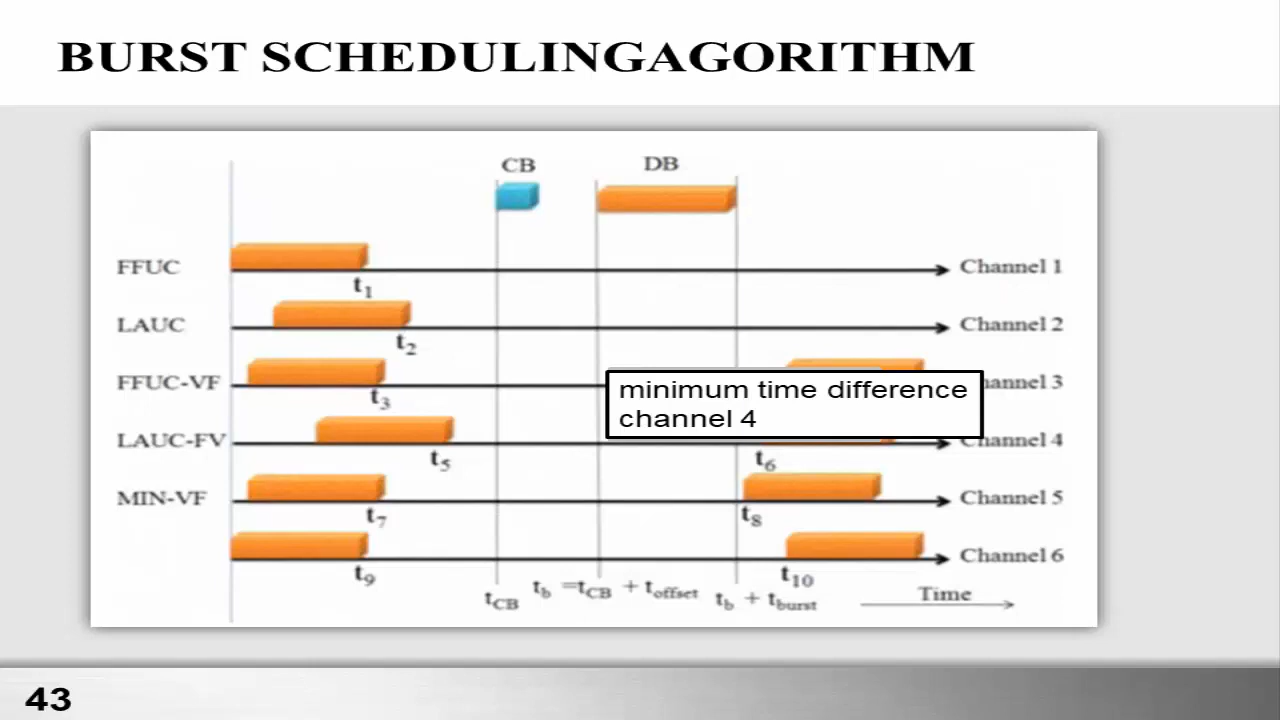 BURST SCHEDULINGAGORITHM
CB DB
FFUC Channel 1
t1
LAUC Channel 2
t2
FFUC-VF hannel 3
t3
minimum time difference
channel 4
LAUC-FV Channel 4
t5 t6
MIN-VF Channel 5
t7 t8
Channel 6
t9 t10
tCB tb =tCB + toffset tb + tburst Time
43